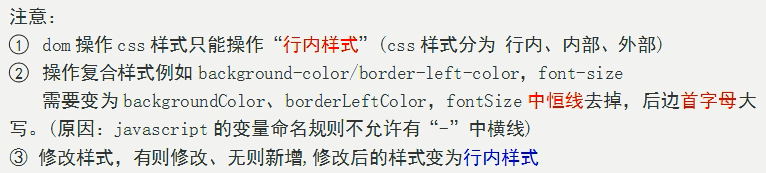 注意：
① dom 操作 css 样式只能操作“行内样式”(css 样式分为 行内、内部、外部)
② 操作复合样式例如 background-color/border-left-color，font-size
需要变为 backgroundColor、borderLeftColor，fontSize 中恒线去掉，后边首字母大
写。(原因：javascript 的变量命名规则不允许有“-”中横线)
③ 修改样式，有则修改、无则新增,修改后的样式变为行内样式